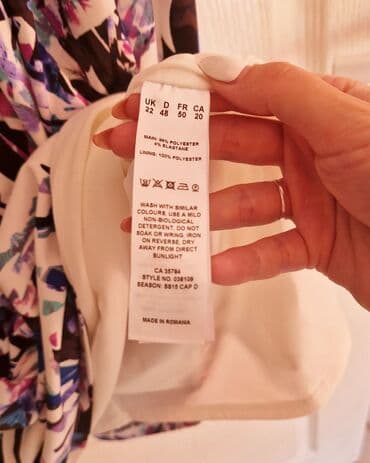 UK D FR CA
22 48 50 20
MAIN: 96% POLYESTER
4% ELASTANE
LINING: 100% POLYESTER
WASH WITH SIMILAR
COLOURS. USE A MILD
NON-BIOLOGICAL
DETERGENT. DO NOT
SOAK OR WRING. IRON
ON REVERSE. DRY
AWAY FROM DIRECT
SUNLIGHT
CA 35784
STYLE NO. 038109
SEASON: SS15 CAP D
MADE IN ROMANIA